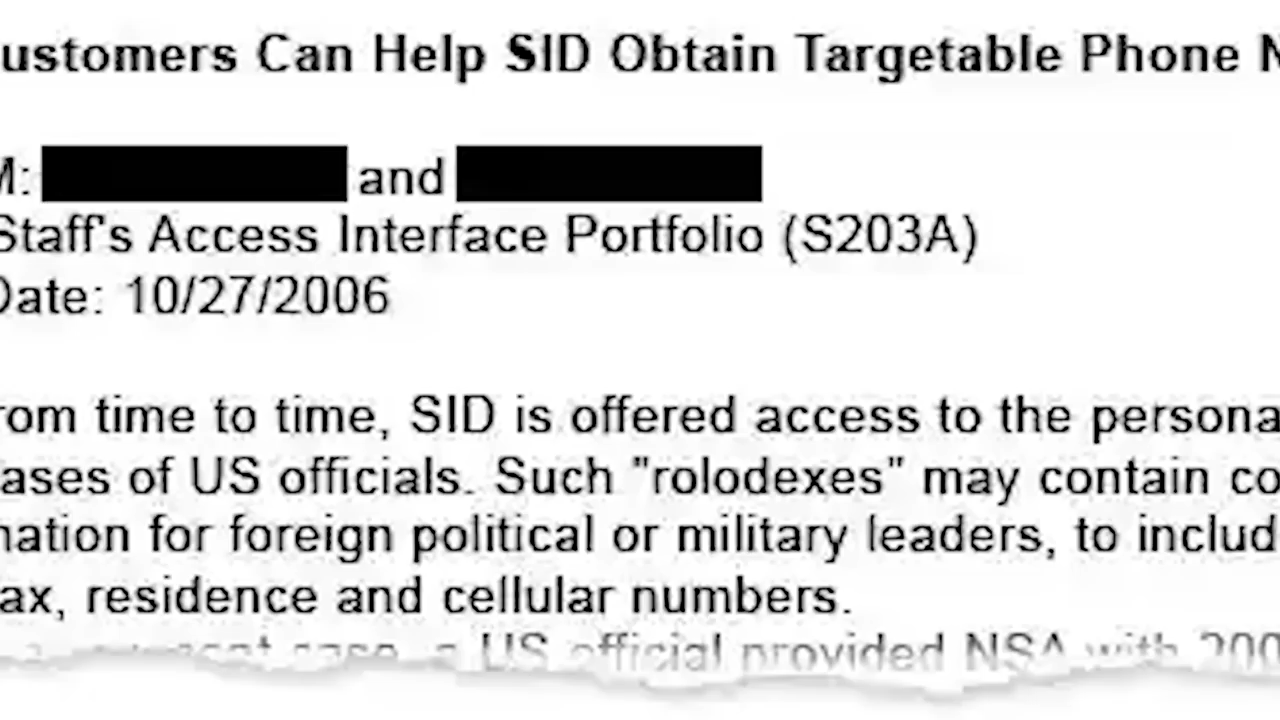 ustomers Can Help SID Obtain Targetable Phone N
M: and
Staff's Access Interface Portfolio (S203A)
Date: 10/27/2006
rom time to time, SID is offered access to the persona
ases of US officials. Such "rolodexes" may contain co
nation for foreign political or military leaders, to includ
ax, residence and cellular numbers.
case, a US official provided NSA with 200